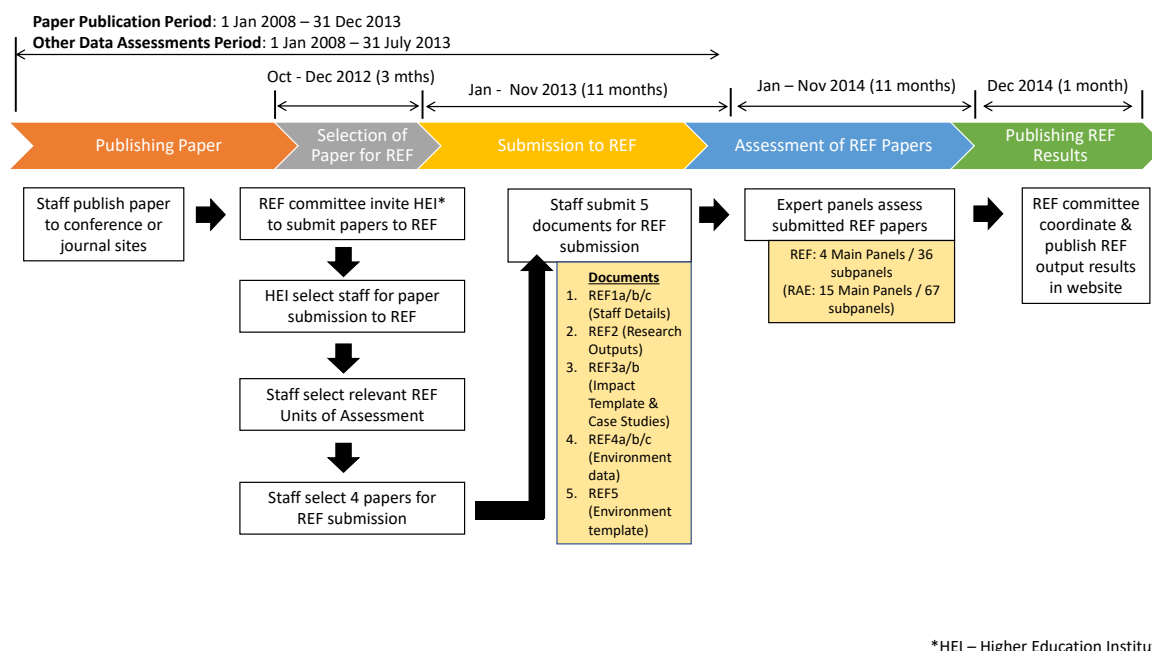 Paper Publication Period: 1 Jan 2008 – 31 Dec 2013
Other Data Assessments Period: 1 Jan 2008 – 31 July 2013
Oct - Dec 2012 (3 mths)
Jan - Nov 2013 (11 months)
Jan – Nov 2014 (11 months)
Dec 2014 (1 month)
Publishing Paper
Selection of
Paper for REF
Submission to REF
Assessment of REF Papers
Publishing REF
Results
Staff publish paper
to conference or
journal sites
REF committee invite HEI*
to submit papers to REF
HEI select staff for paper
submission to REF
Staff select relevant REF
Units of Assessment
Staff select 4 papers for
REF submission
Staff submit 5
documents for REF
submission
Documents
1. REF1a/b/c
(Staff Details)
2. REF2 (Research
Outputs)
3. REF3a/b
(Impact
Template &
Case Studies)
4. REF4a/b/c
(Environment
data)
5. REF5
(Environment
template)
Expert panels assess
submitted REF papers
REF: 4 Main Panels / 36
subpanels
(RAE: 15 Main Panels / 67
subpanels)
REF committee
coordinate &
publish REF
output results
in website
*HEI – Higher Education Institut